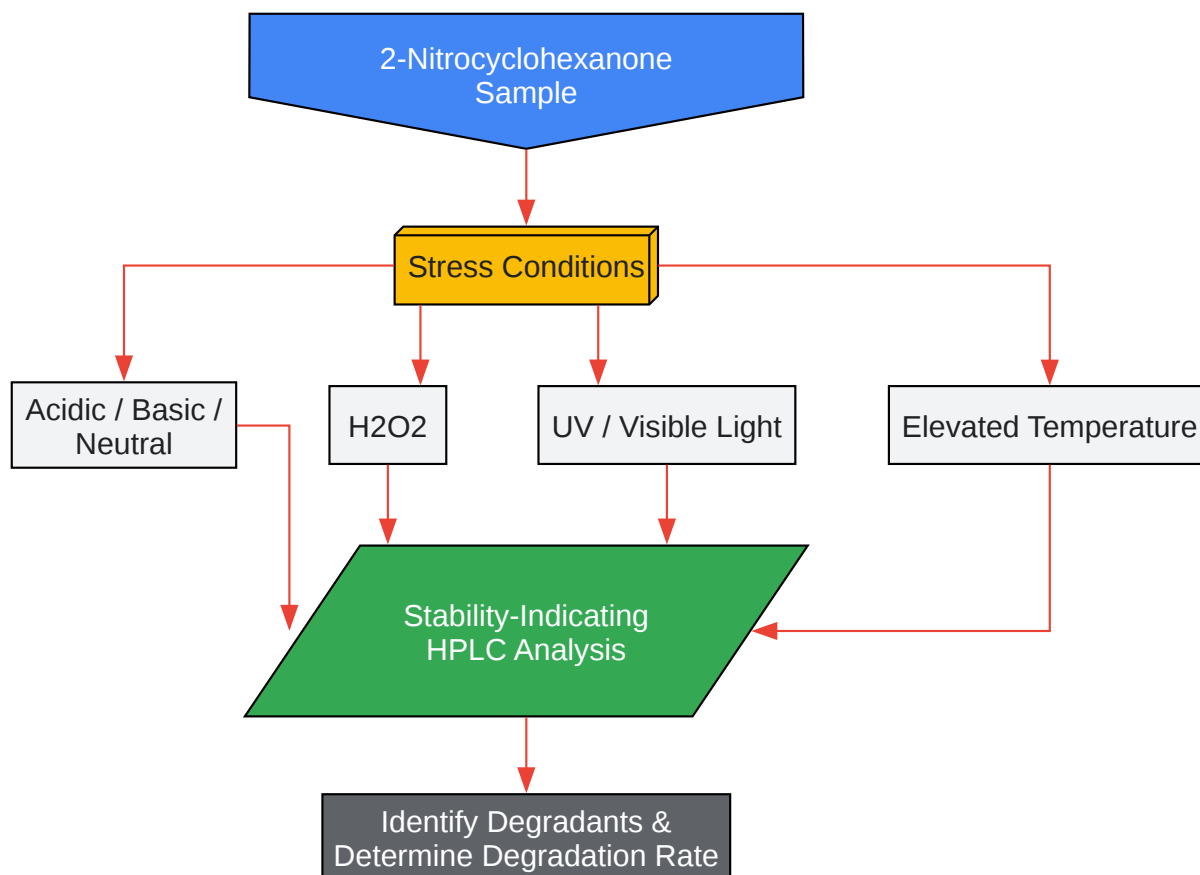 2-Nitrocyclohexanone
Sample
Stress Conditions
Acidic / Basic /
Neutral
H2O2
UV / Visible Light
Elevated Temperature
Stability-Indicating
HPLC Analysis
Identify Degradants &
Determine Degradation Rate